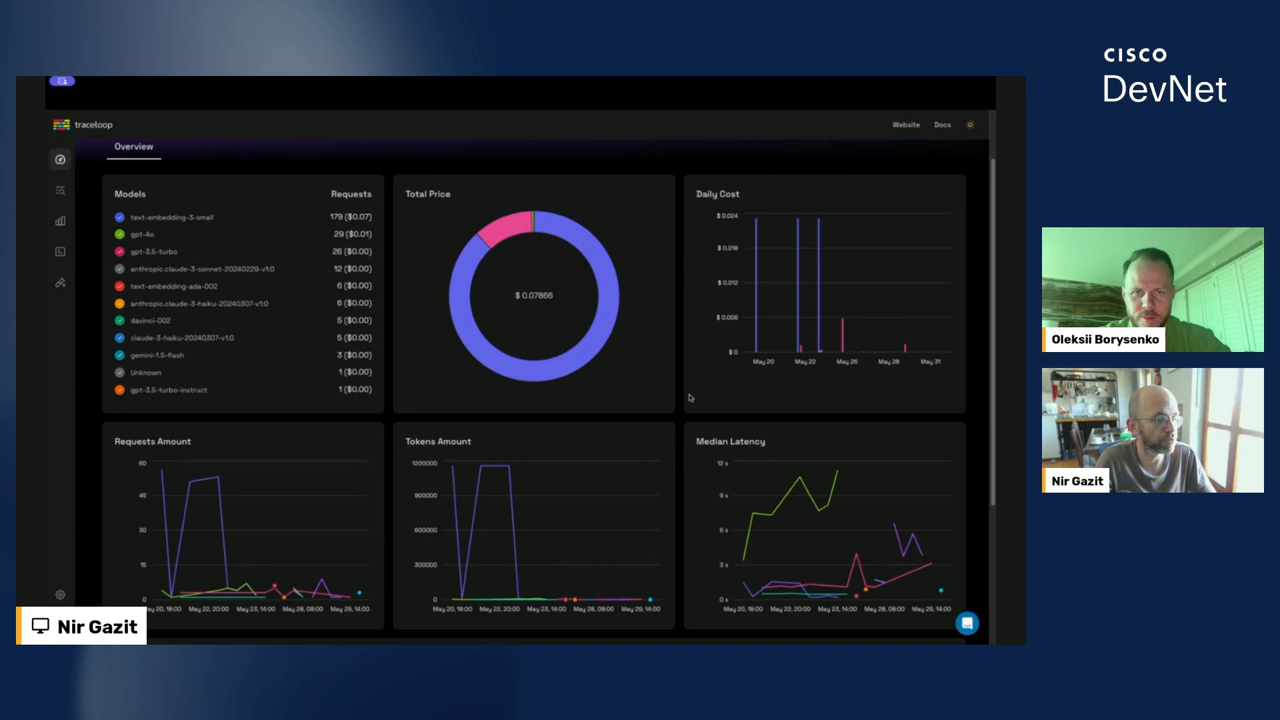 CISCO
DevNet
traceloop
Website
Docs
Overview
Models
Requests
text-embedding-3-small
179 ($0.07)
gpt-4o
29 ($0.01)
gpt-3.5-turbo
26 ($0.00)
anthropic.claude-3-sonnet-20240229-v1:0
12 ($0.00)
text-embedding-ada-002
6 ($0.00)
anthropic.claude-3-haiku-20240307-v1:0
6 ($0.00)
davinci-002
5 ($0.00)
claude-3-haiku-20240307-v1:0
5 ($0.00)
gemini-1.5-flash
3 ($0.00)
Unknown
1 ($0.00)
gpt-3.5-turbo-instruct
1 ($0.00)
Total Price
$ 0.07866
Daily Cost
$ 0.024
$ 0.018
$ 0.012
$ 0.006
$ 0
May 20
May 22
May 26
May 28
May 31
Requests Amount
60
45
30
15
0
May 20, 18:00
May 22, 20:00
May 23, 14:00
May 28, 08:00
May 29, 14:00
Tokens Amount
1200000
900000
600000
300000
0
May 20, 18:00
May 22, 20:00
May 23, 14:00
May 28, 08:00
May 29, 14:00
Median Latency
12 s
9 s
6 s
3 s
0 s
May 20, 18:00
May 22, 20:00
May 23, 14:00
May 28, 08:00
May 29, 14:00
Oleksii Borysenko
Nir Gazit
Nir Gazit